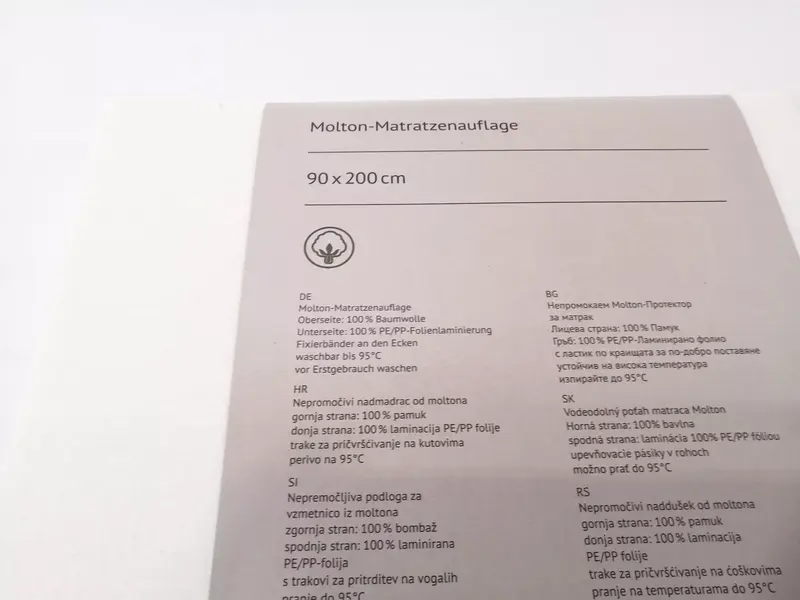 Molton-Matratzenauflage
90 x 200 cm
DE
Molton-Matratzenauflage
Oberseite: 100 % Baumwolle
Unterseite: 100 % PE/PP-Folienlaminierung
Fixierbänder an den Ecken
waschbar bis 95°C
vor Erstgebrauch waschen
HR
Nepromočivi nadmadrac od moltona
gornja strana: 100 % pamuk
donja strana: 100 % laminacija PE/PP folije
trake za pričvršćivanje na kutovima
perivo na 95°C
SI
Nepremočljiva podloga za
vzmetnico iz moltona
zgornja stran: 100 % bombaž
spodnja stran: 100 % laminirana
PE/PP-folija
s trakovi za pritrditev na vogalih
pranje do 95°C
BG
Непромокаем Molton-Протектор
за матрак
Лицева страна: 100 % Памук
Гръб: 100 % PE/PP-Ламинирано фолио
с ластик по краищата за по-добро поставяне
устойчив на висока температура
изпирайте до 95°C
SK
Vodeodolný poťah matraca Molton
Horná strana: 100% bavlna
spodná strana: laminácia 100% PE/PP fóliou
upevňovacie pásiky v rohoch
možno prať do 95°C
RS
Nepromočivi naddušek od moltona
gornja strana: 100 % pamuk
donja strana: 100 % laminacija
PE/PP folije
trake za pričvršćivanje na ćoškovima
pranje na temperaturama do 95°C